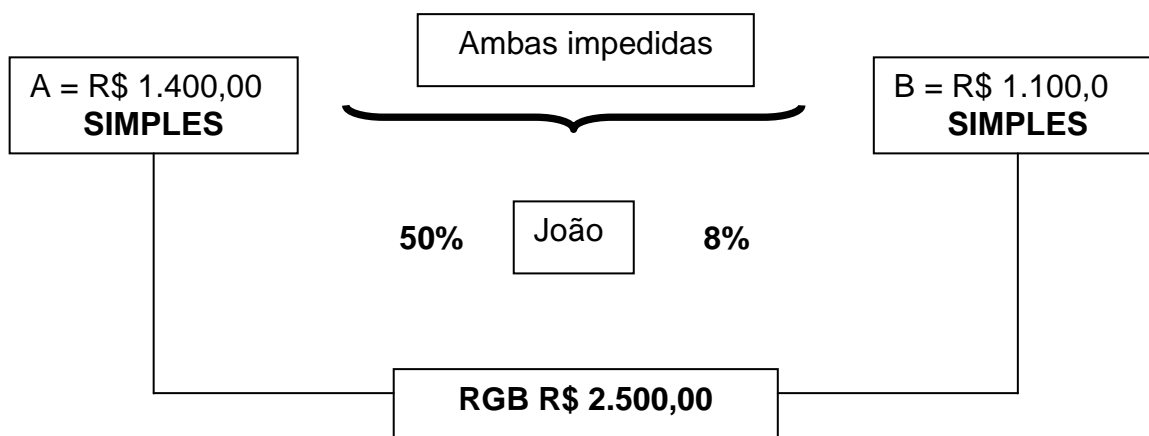 Ambas impedidas
A = R$ 1.400,00
SIMPLES
B = R$ 1.100,0
SIMPLES
50%
João
8%
RGB R$ 2.500,00